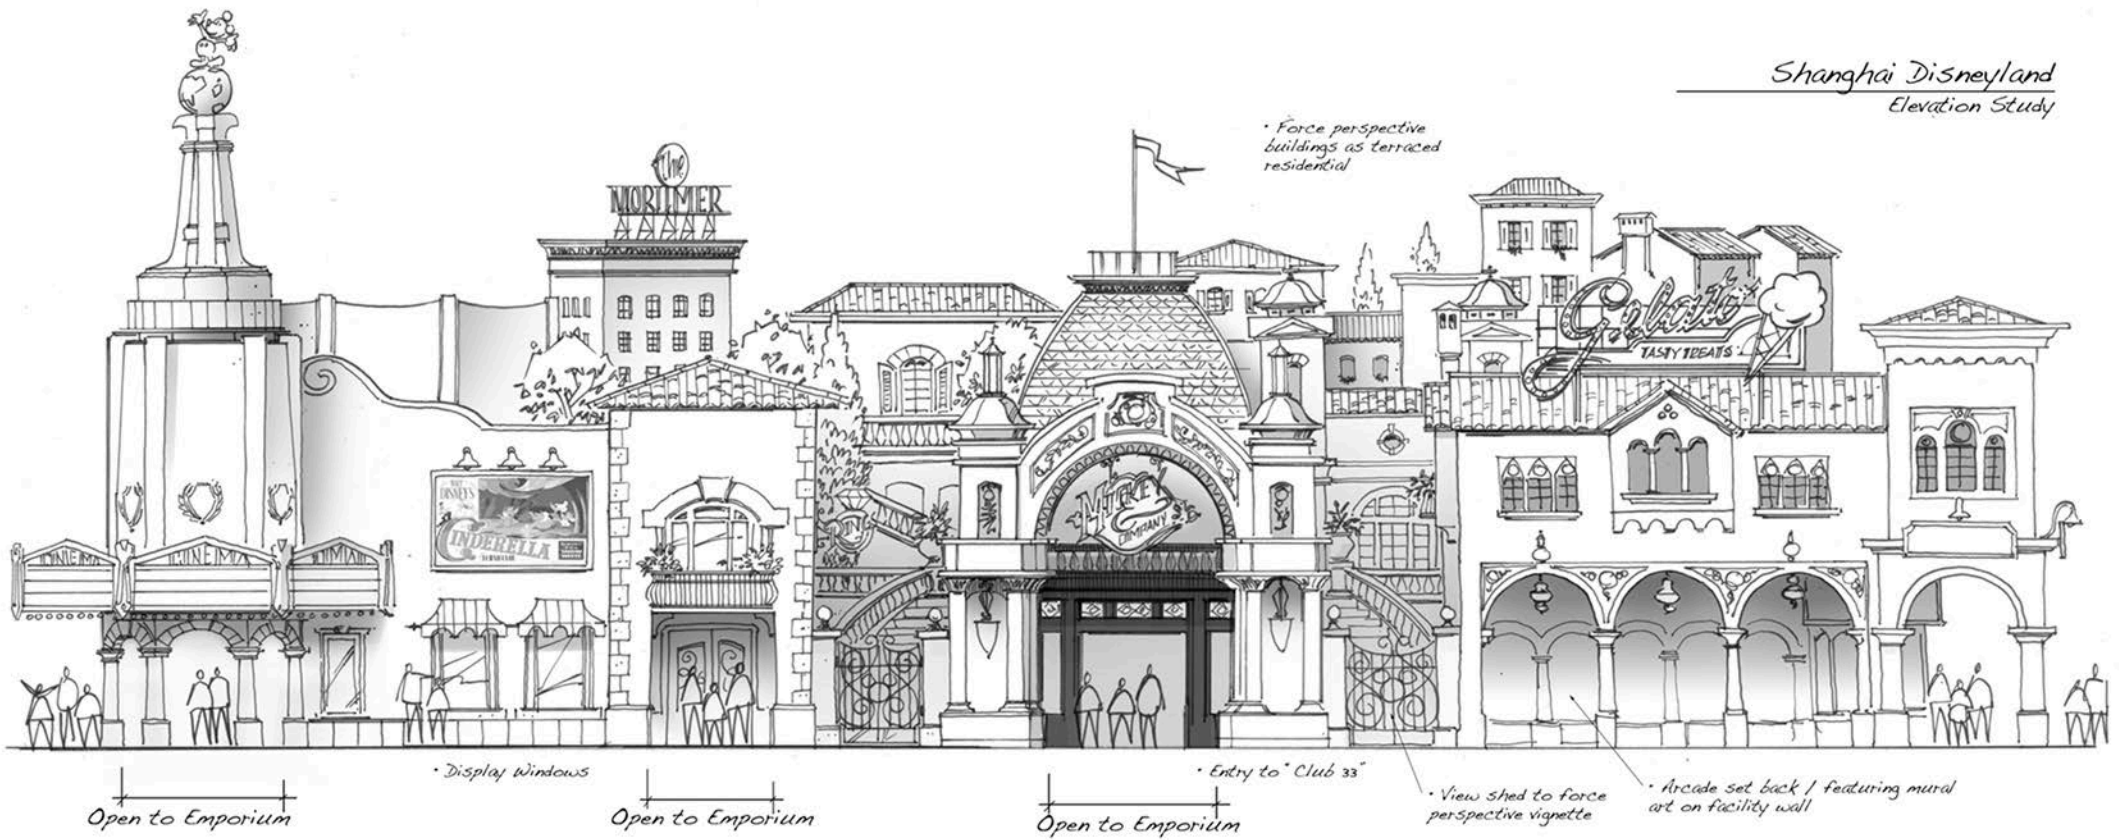 Shanghai Disneyland
Elevation Study
• Force perspective
buildings as terraced
residential
The
MORTIMER
Gelato
TASTY TREATS
WALT
DISNEY'S
CINDERELLA
MICKEY
COMPANY
CINEMA
CINEMA
• Display Windows
• Entry to "Club 33"
• View shed to force
perspective vignette
• Arcade set back / featuring mural
art on facility wall
Open to Emporium
Open to Emporium
Open to Emporium